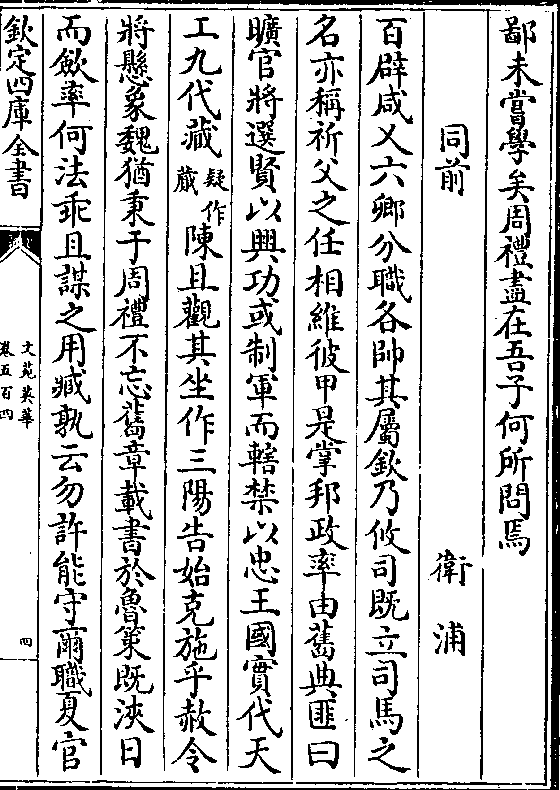 鄙未嘗學矣周禮盡在吾子何所問焉
同前 衛浦
百辟咸乂六卿分職各帥其屬欽乃攸司既立司馬之
名亦稱祈父之任相維彼甲是掌邦政率由舊典匪曰
曠官將選賢以興功或制軍而轄禁以忠王國實代天
工九代蒇疑作蕆陳且觀其坐作三陽告始克施乎赦令
將懸象魏猶秉于周禮不忘舊章載書於魯策既浹日
而斂率何法乖且謀之用臧孰云勿許能守爾職夏官
欽定四庫全書
文苑英華
卷五百四
四